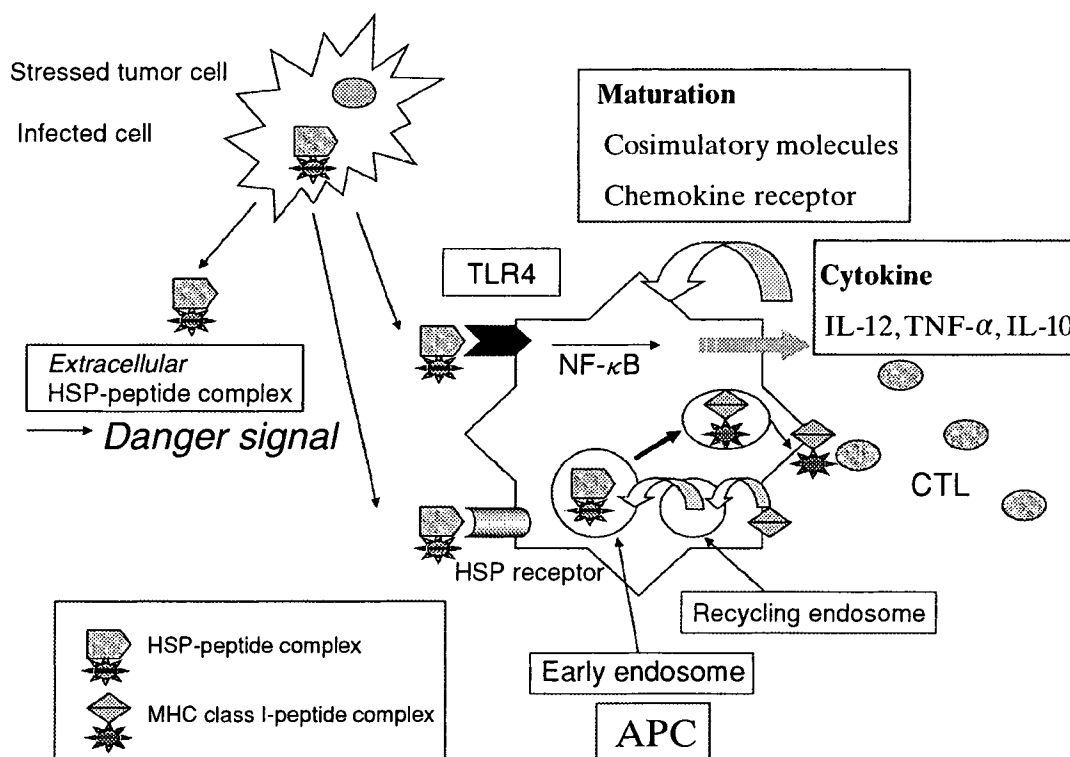 Stressed tumor cell
Infected cell
Maturation
Cosimulatory molecules
Chemokine receptor
TLR4
Cytokine
IL-12, TNF-α, IL-10
NF-κB
Extracellular
HSP-peptide complex
Danger signal
CTL
HSP receptor
Recycling endosome
Early endosome
APC
HSP-peptide complex
MHC class I-peptide complex